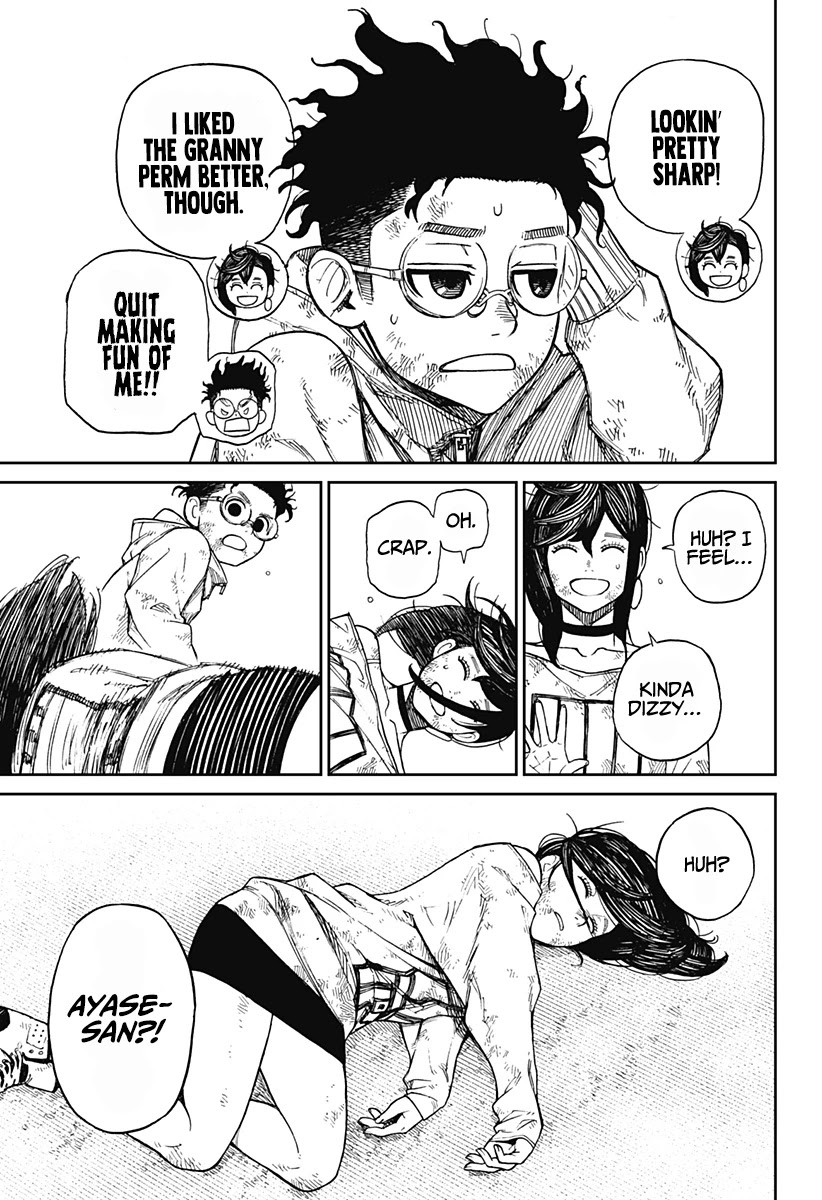 LOOKIN'
PRETTY
SHARP!
I LIKED
THE GRANNY
PERM BETTER,
THOUGH.
QUIT
MAKING
FUN OF
ME!!
HUH? I
FEEL...
KINDA
DIZZY...
OH.
CRAP.
HUH?
AYASE-
SAN?!